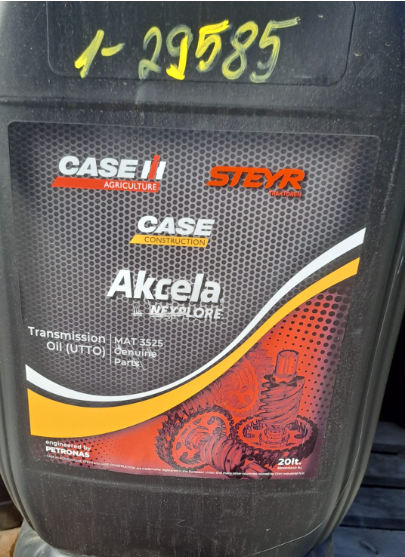 1-29585
CASE IH
AGRICULTURE
STEYR
CASE
CONSTRUCTION
Akcela
NEXPLORE
Transmission
Oil (UTTO)
MAT 3525
Genuine
Parts
engineered by
PETRONAS
20lt.